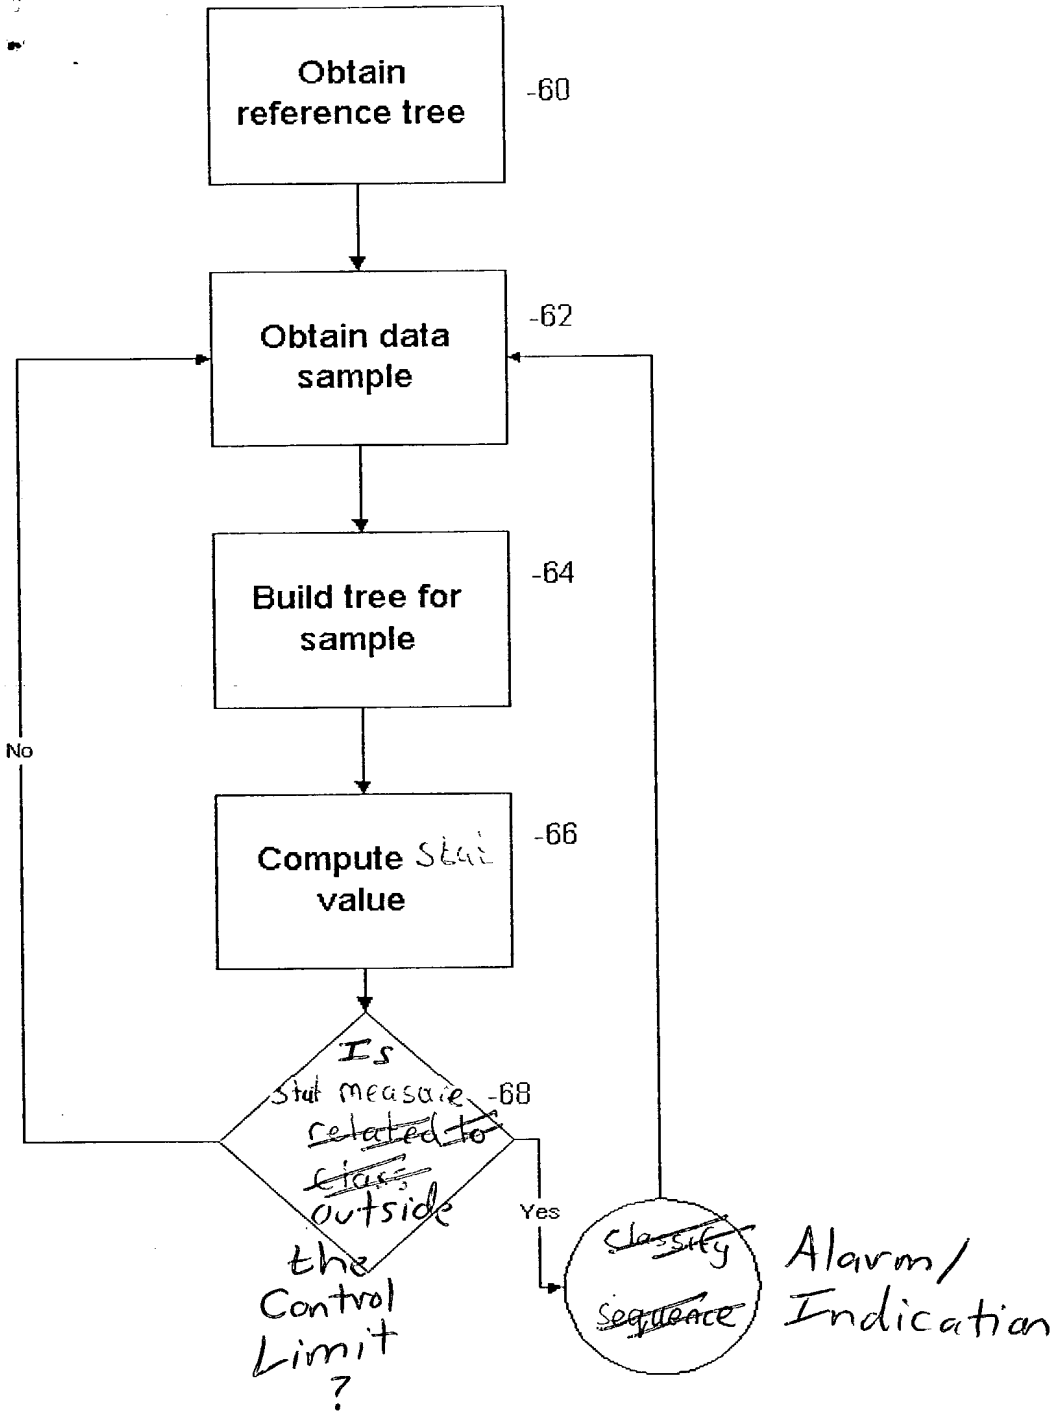 Obtain
reference tree
-60
-62
Obtain data
sample
-64
Build tree for
sample
No
-66
Compute Stat
value
Is
Stat measure -68
related to
class
outside
Yes
the
Control
Limit
?
classify
sequence
Alarm/
Indication